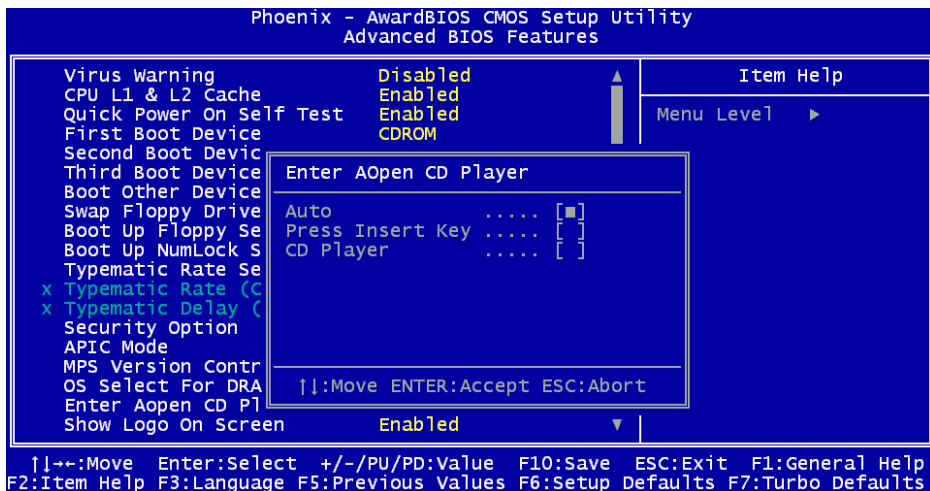 Phoenix - AwardBIOS CMOS Setup Utility
Advanced BIOS Features
Virus Warning Disabled
CPU L1 & L2 Cache Enabled
Quick Power On Self Test Enabled
First Boot Device CDROM
Second Boot Devic
Third Boot Device
Boot Other Device
Swap Floppy Drive
Boot Up Floppy Se
Boot Up NumLock S
Typematic Rate Se
x Typematic Rate (C
x Typematic Delay (
Security Option
APIC Mode
MPS Version Contr
OS Select For DRA
Enter Aopen CD Pl
Show Logo On Screen Enabled
Enter AOpen CD Player
Auto ..... [■]
Press Insert Key ..... [ ]
CD Player ..... [ ]
↑↓:Move ENTER:Accept ESC:Abort
Item Help
Menu Level ►
↑↓→←:Move Enter:Select +/-/PU/PD:Value F10:Save ESC:Exit F1:General Help
F2:Item Help F3:Language F5:Previous Values F6:Setup Defaults F7:Turbo Defaults